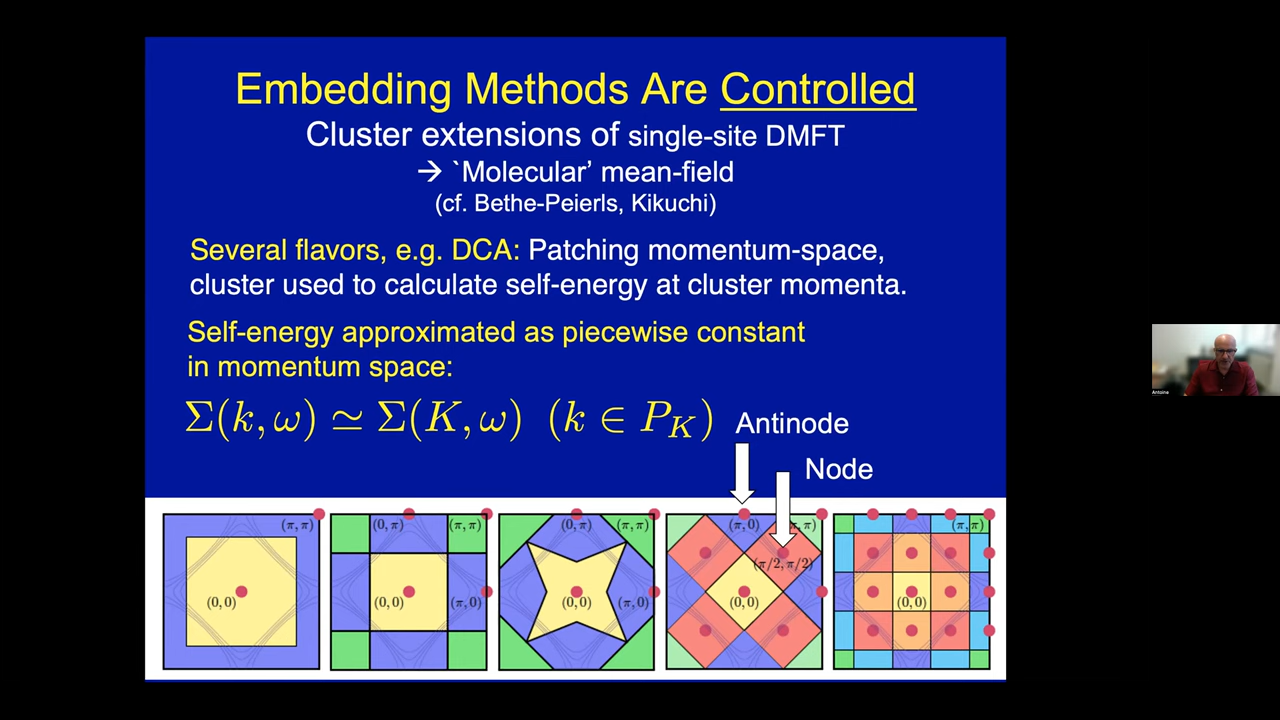 Embedding Methods Are Controlled
Cluster extensions of single-site DMFT
→ `Molecular’ mean-field
(cf. Bethe-Peierls, Kikuchi)
Several flavors, e.g. DCA: Patching momentum-space,
cluster used to calculate self-energy at cluster momenta.
Self-energy approximated as piecewise constant
in momentum space:
Σ(k, ω) ≃ Σ(K, ω) (k ∈ P_K)
Antinode
Node
(π, π)
(0, 0)
(0, π)
(π, π)
(0, 0)
(π, 0)
(0, π)
(π, π)
(0, 0)
(π, 0)
(π, 0)
π, π)
(π/2, π/2)
(0, 0)
(π, π)
(0, 0)
Antoine